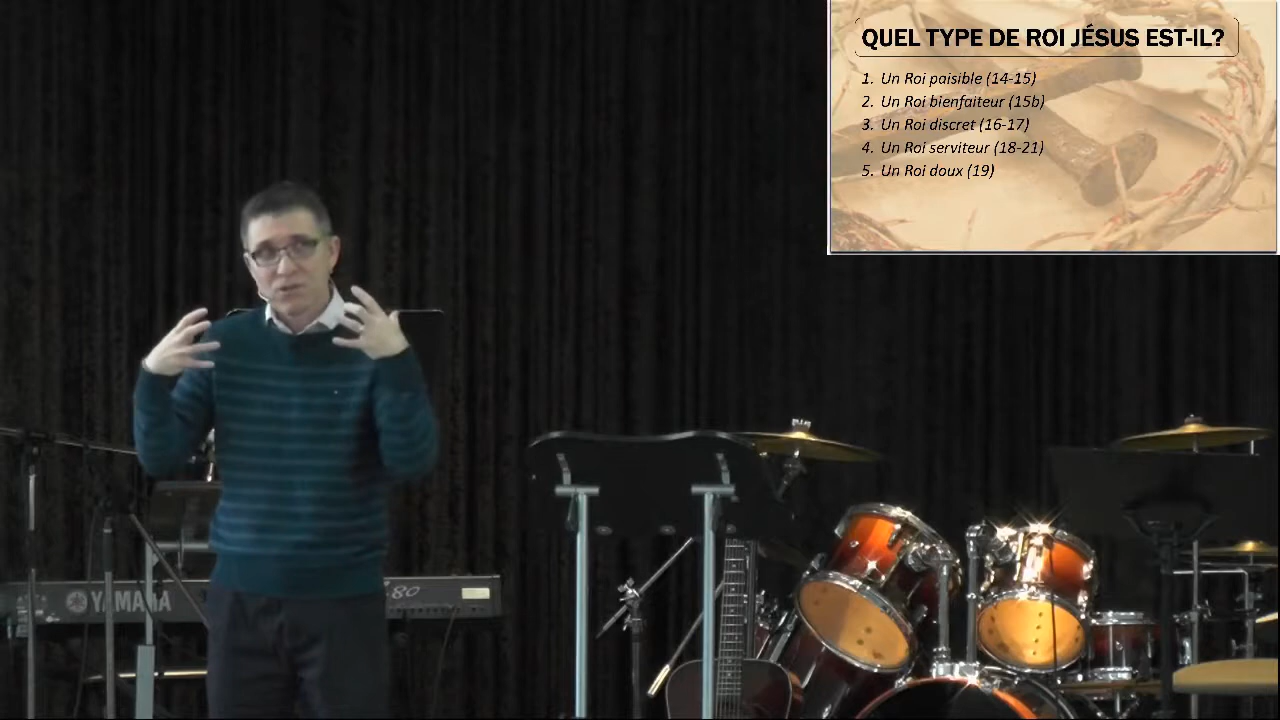 QUEL TYPE DE ROI JÉSUS EST-IL?
1. Un Roi paisible (14-15)
2. Un Roi bienfaiteur (15b)
3. Un Roi discret (16-17)
4. Un Roi serviteur (18-21)
5. Un Roi doux (19)
YAMAHA
80